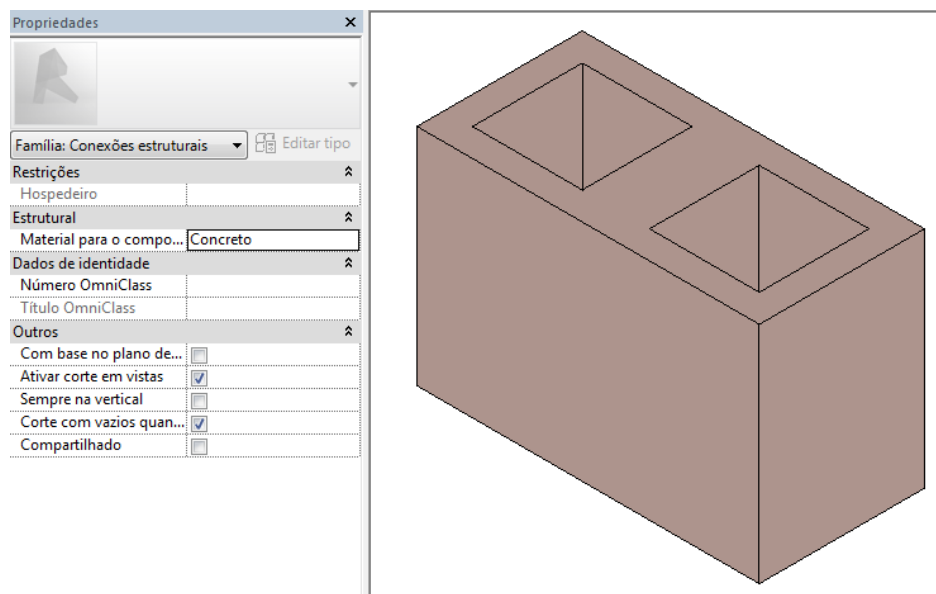 Propriedades
Família: Conexões estruturais
Editar tipo
Restrições
Hospedeiro
Estrutural
Material para o compo... Concreto
Dados de identidade
Número OmniClass
Título OmniClass
Outros
Com base no plano de...
Ativar corte em vistas
Sempre na vertical
Corte com vazios quan...
Compartilhado